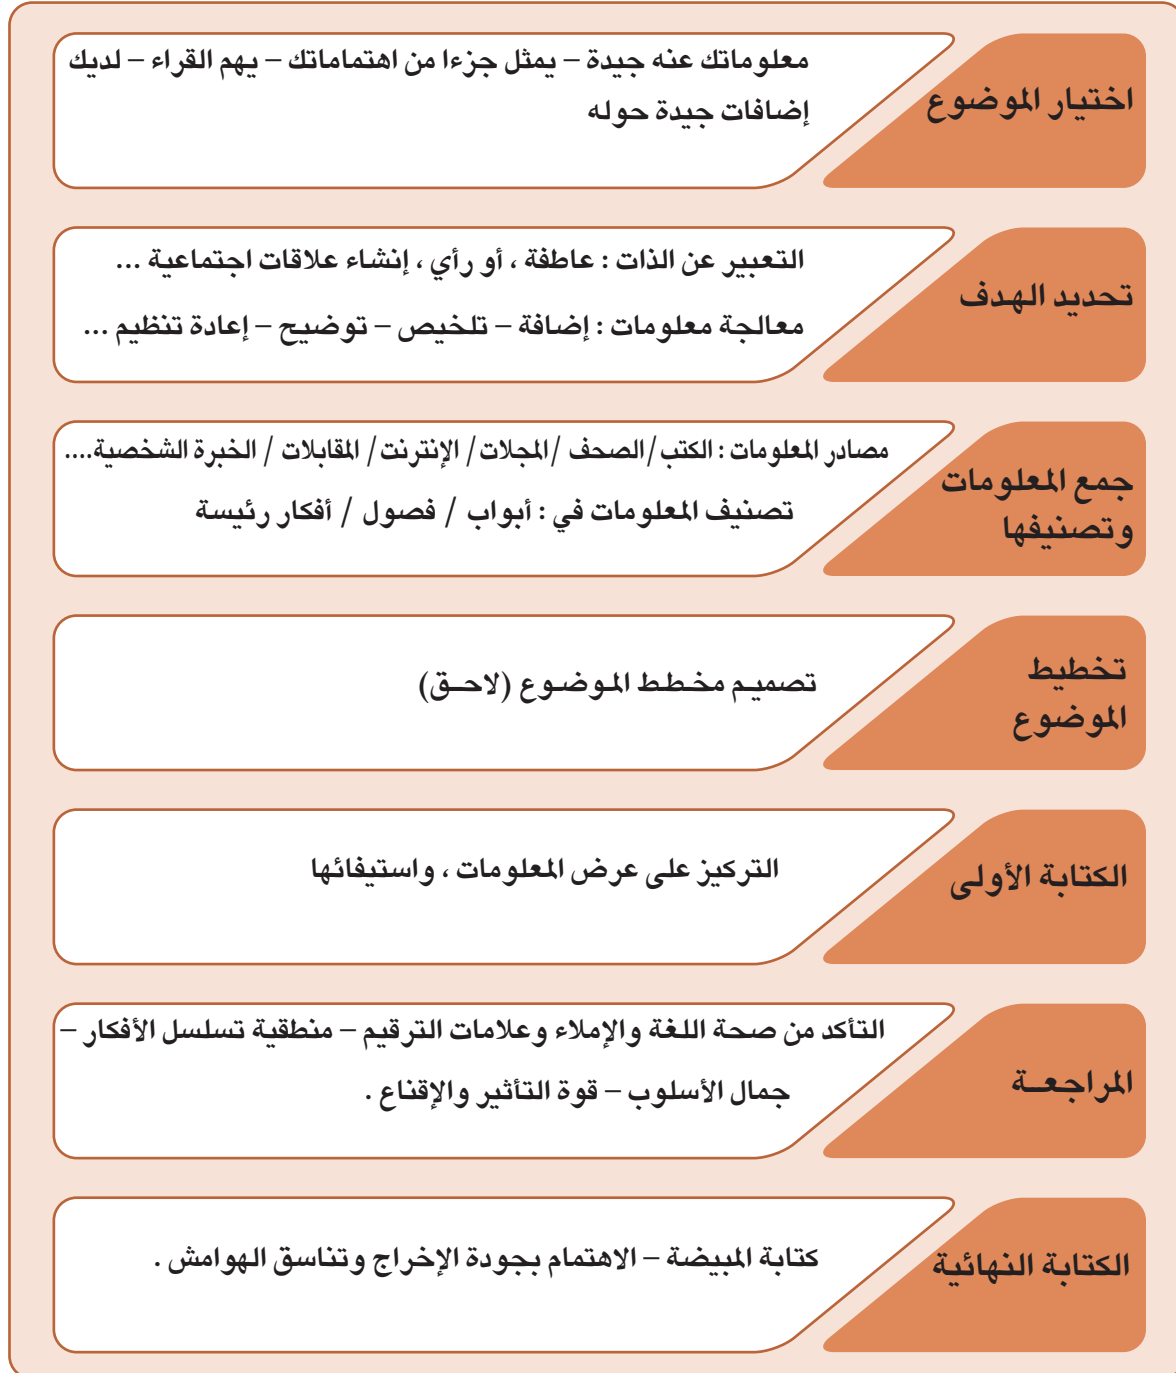 اختيار الموضوع
معلوماتك عنه جيدة – يمثل جزءا من اهتماماتك – يهم القراء – لديك
إضافات جيدة حوله
تحديد الهدف
التعبير عن الذات : عاطفة ، أو رأي ، إنشاء علاقات اجتماعية ...
معالجة معلومات : إضافة – تلخيص – توضيح – إعادة تنظيم ...
جمع المعلومات
وتصنيفها
مصادر المعلومات : الكتب/الصحف /المجلات/ الإنترنت/ المقابلات / الخبرة الشخصية....
تصنيف المعلومات في : أبواب / فصول / أفكار رئيسة
تخطيط
الموضوع
تصميم مخطط الموضوع (لاحق)
الكتابة الأولى
التركيز على عرض المعلومات ، واستيفائها
المراجعة
التأكد من صحة اللغة والإملاء وعلامات الترقيم – منطقية تسلسل الأفكار –
جمال الأسلوب – قوة التأثير والإقناع .
الكتابة النهائية
كتابة المبيضة – الاهتمام بجودة الإخراج وتناسق الهوامش .